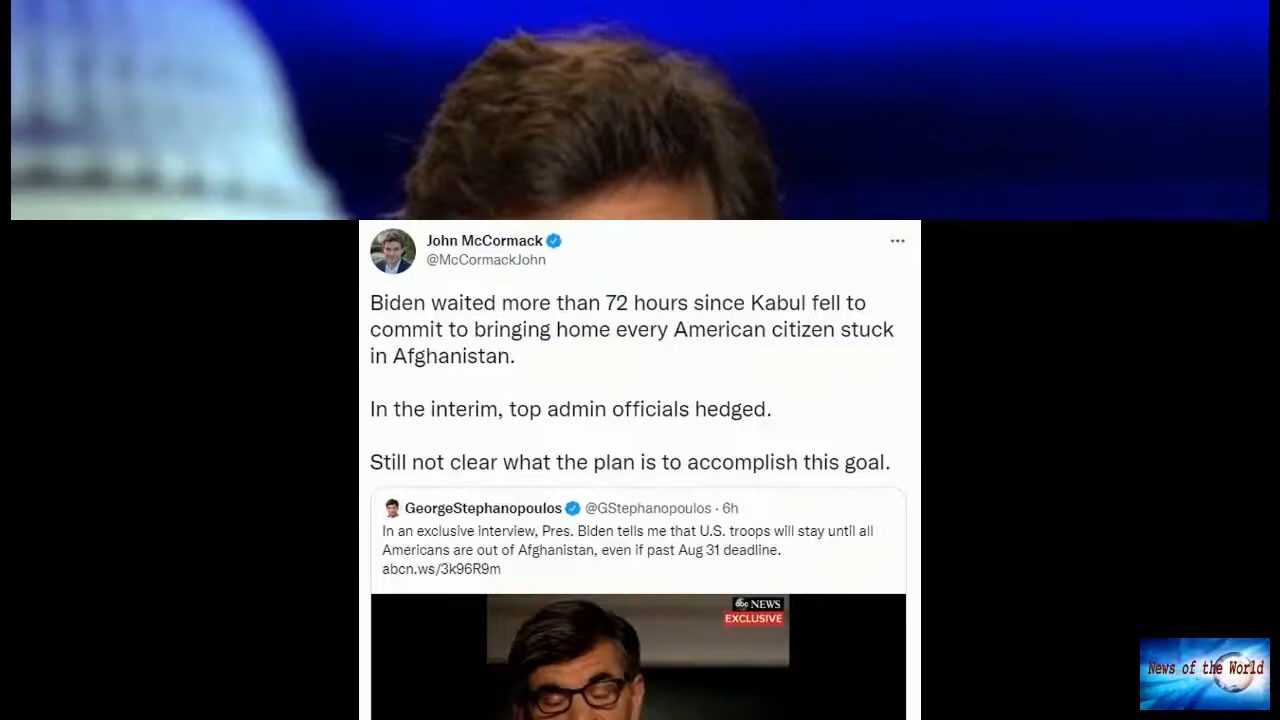 John McCormack
@McCormackJohn
Biden waited more than 72 hours since Kabul fell to
commit to bringing home every American citizen stuck
in Afghanistan.
In the interim, top admin officials hedged.
Still not clear what the plan is to accomplish this goal.
GeorgeStephanopoulos @GStephanopoulos · 6h
In an exclusive interview, Pres. Biden tells me that U.S. troops will stay until all
Americans are out of Afghanistan, even if past Aug 31 deadline.
abcn.ws/3k96R9m
abc NEWS
EXCLUSIVE
News of the World